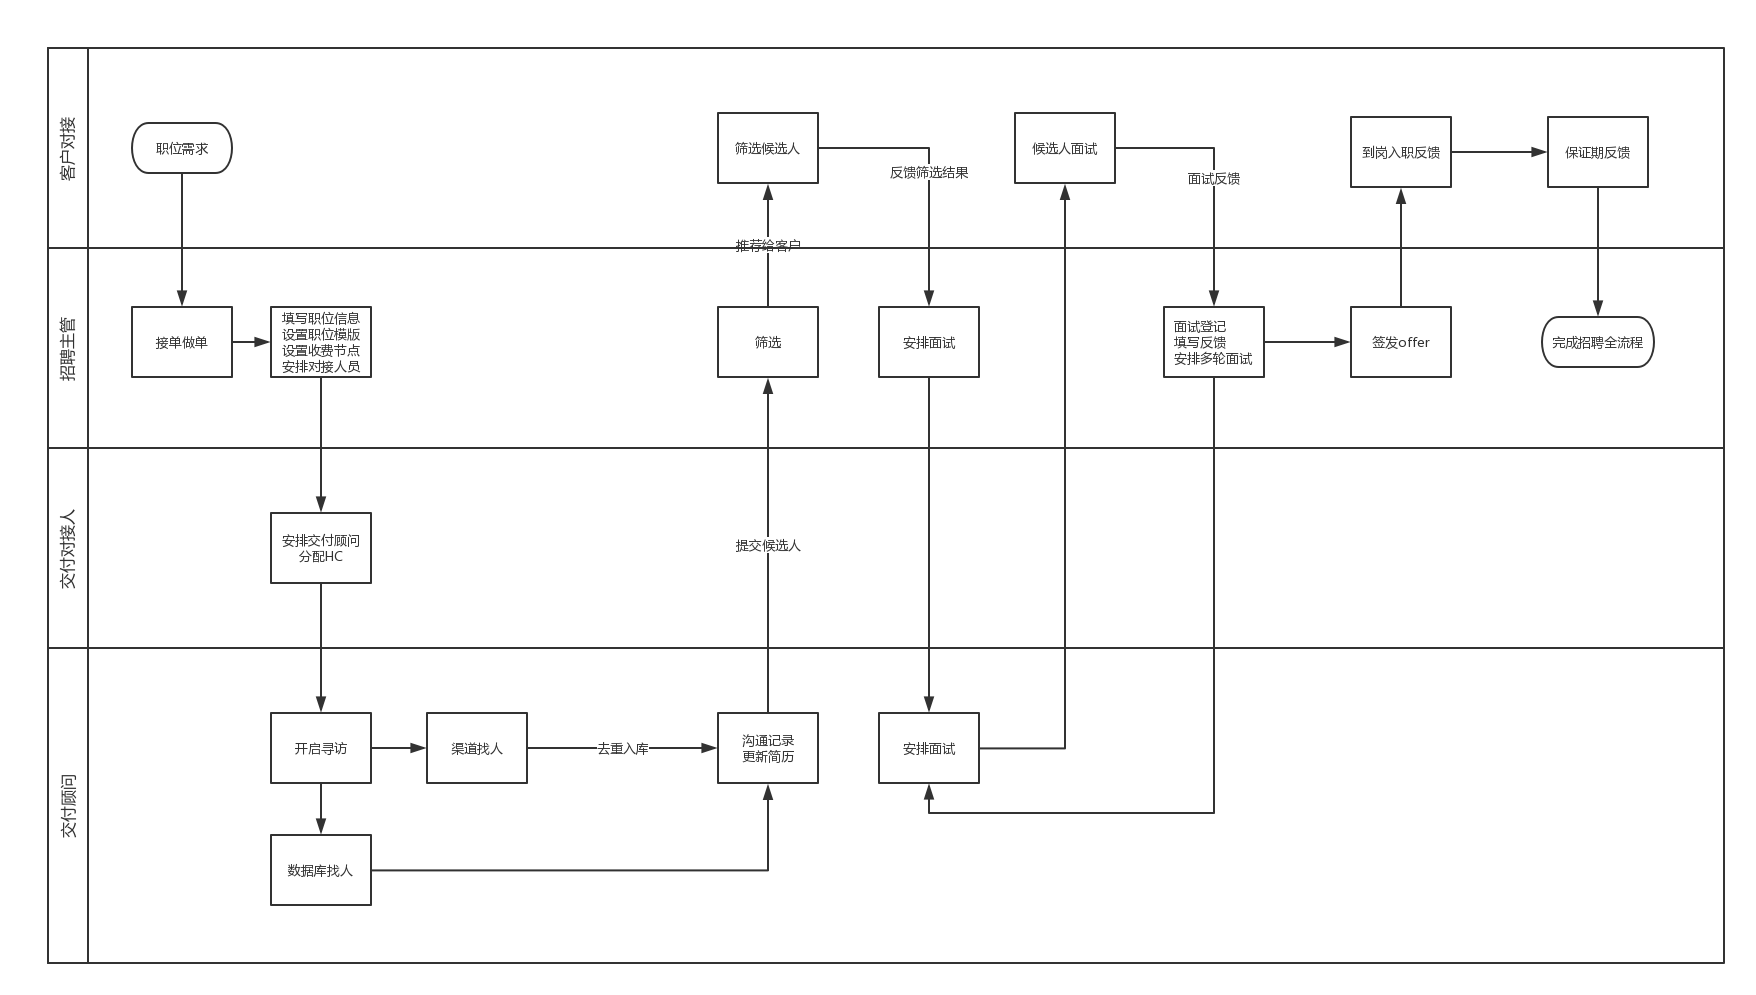 客户对接
职位需求
筛选候选人
反馈筛选结果
候选人面试
面试反馈
到岗入职反馈
保证期反馈
推荐给客户
招聘主管
接单做单
填写职位信息
设置职位模版
设置收费节点
安排对接人员
筛选
安排面试
面试登记
填写反馈
安排多轮面试
签发offer
完成招聘全流程
交付对接人
安排交付顾问
分配HC
提交候选人
交付顾问
开启寻访
渠道找人
去重入库
沟通记录
更新简历
安排面试
数据库找人